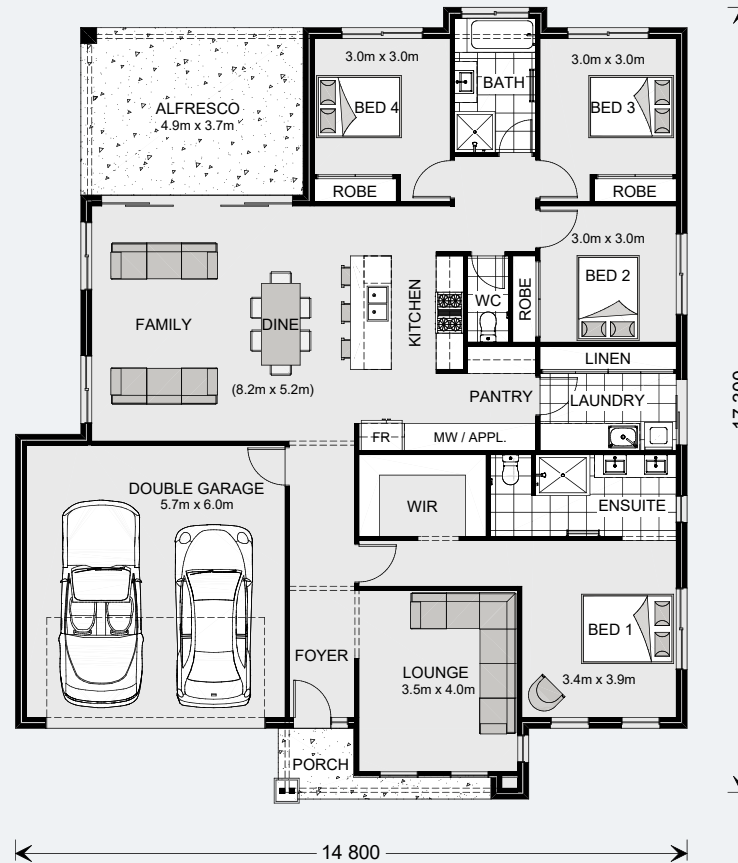 3.0m x 3.0m
BED 4
BATH
3.0m x 3.0m
BED 3
ALFRESCO
4.9m x 3.7m
ROBE
ROBE
3.0m x 3.0m
BED 2
ROBE
WC
KITCHEN
FAMILY
DINE
(8.2m x 5.2m)
LINEN
PANTRY
LAUNDRY
FR
MW / APPL.
DOUBLE GARAGE
5.7m x 6.0m
WIR
ENSUITE
BED 1
3.4m x 3.9m
FOYER
LOUNGE
3.5m x 4.0m
PORCH
14 800